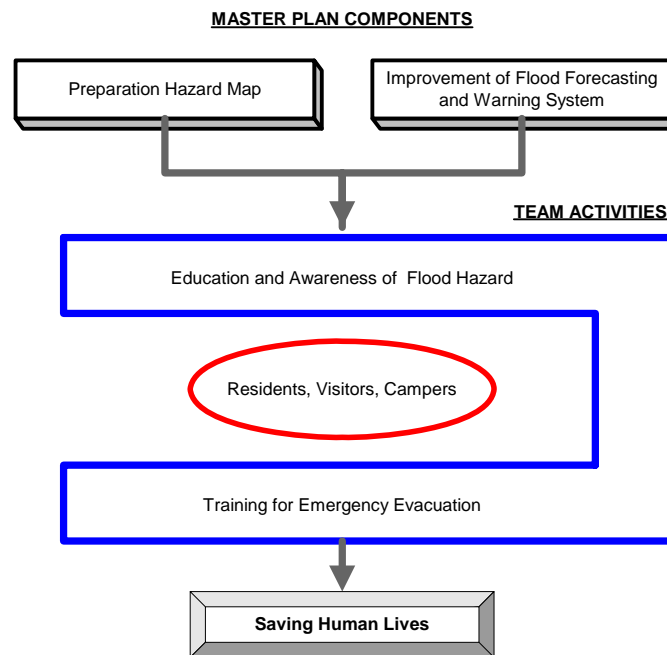 MASTER PLAN COMPONENTS
Preparation Hazard Map
Improvement of Flood Forecasting
and Warning System
TEAM ACTIVITIES
Education and Awareness of Flood Hazard
Residents, Visitors, Campers
Training for Emergency Evacuation
Saving Human Lives